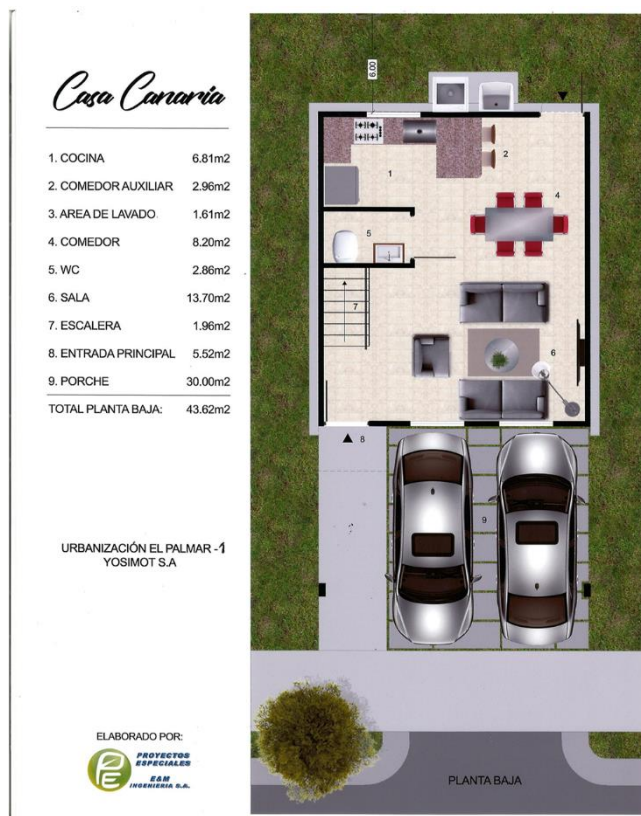 Casa Canaria
1. COCINA 6.81m2
2. COMEDOR AUXILIAR 2.96m2
3. AREA DE LAVADO 1.61m2
4. COMEDOR 8.20m2
5. WC 2.86m2
6. SALA 13.70m2
7. ESCALERA 1.96m2
8. ENTRADA PRINCIPAL 5.52m2
9. PORCHE 30.00m2
TOTAL PLANTA BAJA: 43.62m2
URBANIZACIÓN EL PALMAR -1
YOSIMOT S.A
ELABORADO POR:
PE
PROYECTOS
ESPECIALES
E&M
INGENIERIA S.A.
6.00
1
2
4
5
7
6
8
9
PLANTA BAJA